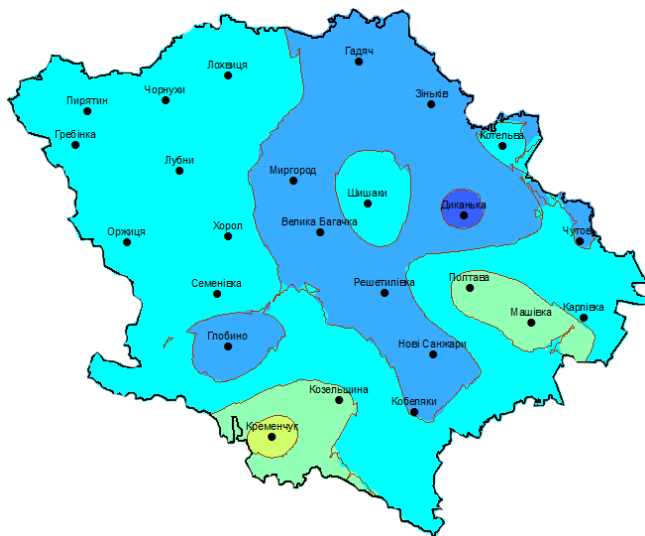 Гадяч
Лохвиця
Чорнухи
Зіньків
Пирятин
Гребінка
Котельва
Лубни
Миргород
Шишаки
Диканька
Велика Багачка
Хорол
Оржиця
Чутов
Полтава
Семенівка
Решетилівка
Машівка
Карлівка
Глобино
Нові Санжари
Козельщина
Кобеляки
Кременчук